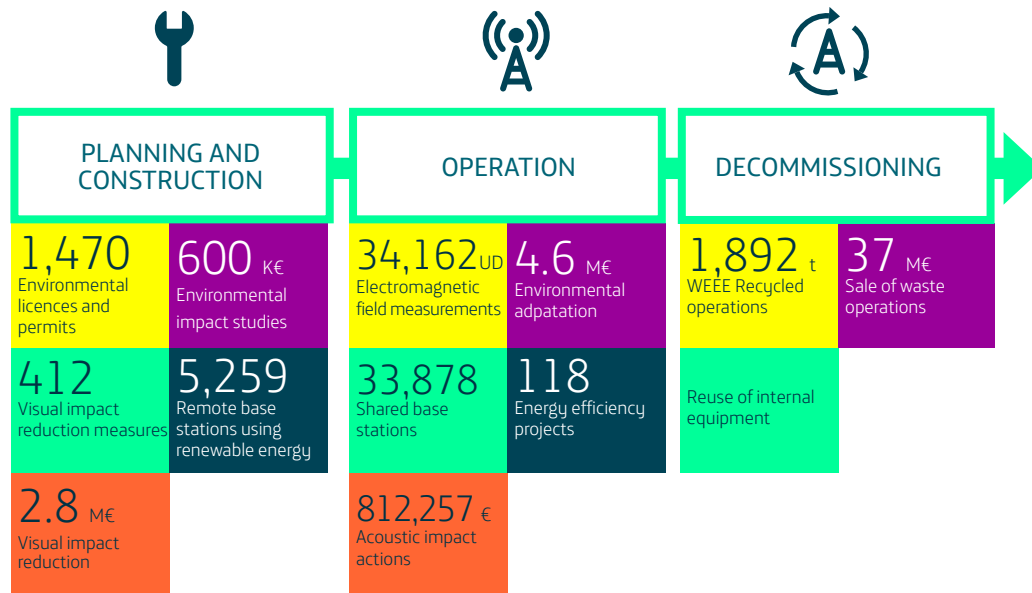 PLANNING AND
CONSTRUCTION
OPERATION
DECOMMISSIONING
1,470
Environmental
licences and
permits
600 K€
Environmental
impact studies
412
Visual impact
reduction measures
5,259
Remote base
stations using
renewable energy
2.8 M€
Visual impact
reduction
34,162 UD
Electromagnetic
field measurements
4.6 M€
Environmental
adpatation
33,878
Shared base
stations
118
Energy efficiency
projects
812,257 €
Acoustic impact
actions
1,892 t
WEEE Recycled
operations
37 M€
Sale of waste
operations
Reuse of internal
equipment